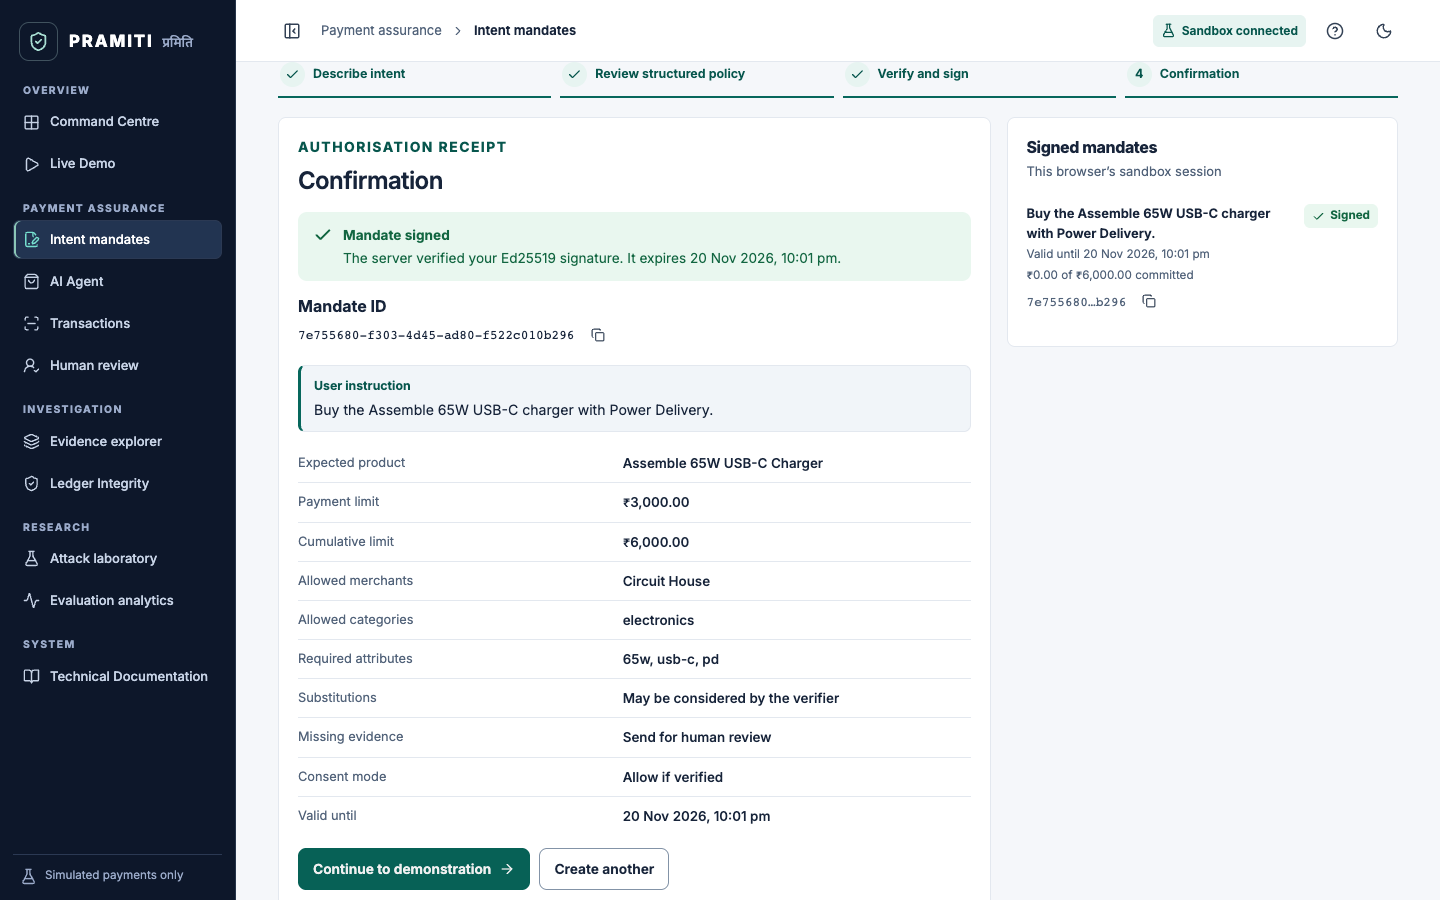 PRAMITI प्रमिति
OVERVIEW
Command Centre
Live Demo
PAYMENT ASSURANCE
Intent mandates
AI Agent
Transactions
Human review
INVESTIGATION
Evidence explorer
Ledger Integrity
RESEARCH
Attack laboratory
Evaluation analytics
SYSTEM
Technical Documentation
Simulated payments only
Payment assurance > Intent mandates
Sandbox connected
Describe intent
Review structured policy
Verify and sign
4 Confirmation
AUTHORISATION RECEIPT
Confirmation
Mandate signed
The server verified your Ed25519 signature. It expires 20 Nov 2026, 10:01 pm.
Mandate ID
7e755680-f303-4d45-ad80-f522c010b296
User instruction
Buy the Assemble 65W USB-C charger with Power Delivery.
Expected product Assemble 65W USB-C Charger
Payment limit ₹3,000.00
Cumulative limit ₹6,000.00
Allowed merchants Circuit House
Allowed categories electronics
Required attributes 65w, usb-c, pd
Substitutions May be considered by the verifier
Missing evidence Send for human review
Consent mode Allow if verified
Valid until 20 Nov 2026, 10:01 pm
Continue to demonstration →
Create another
Signed mandates
This browser's sandbox session
Buy the Assemble 65W USB-C charger
with Power Delivery.
Signed
Valid until 20 Nov 2026, 10:01 pm
₹0.00 of ₹6,000.00 committed
7e755680…b296